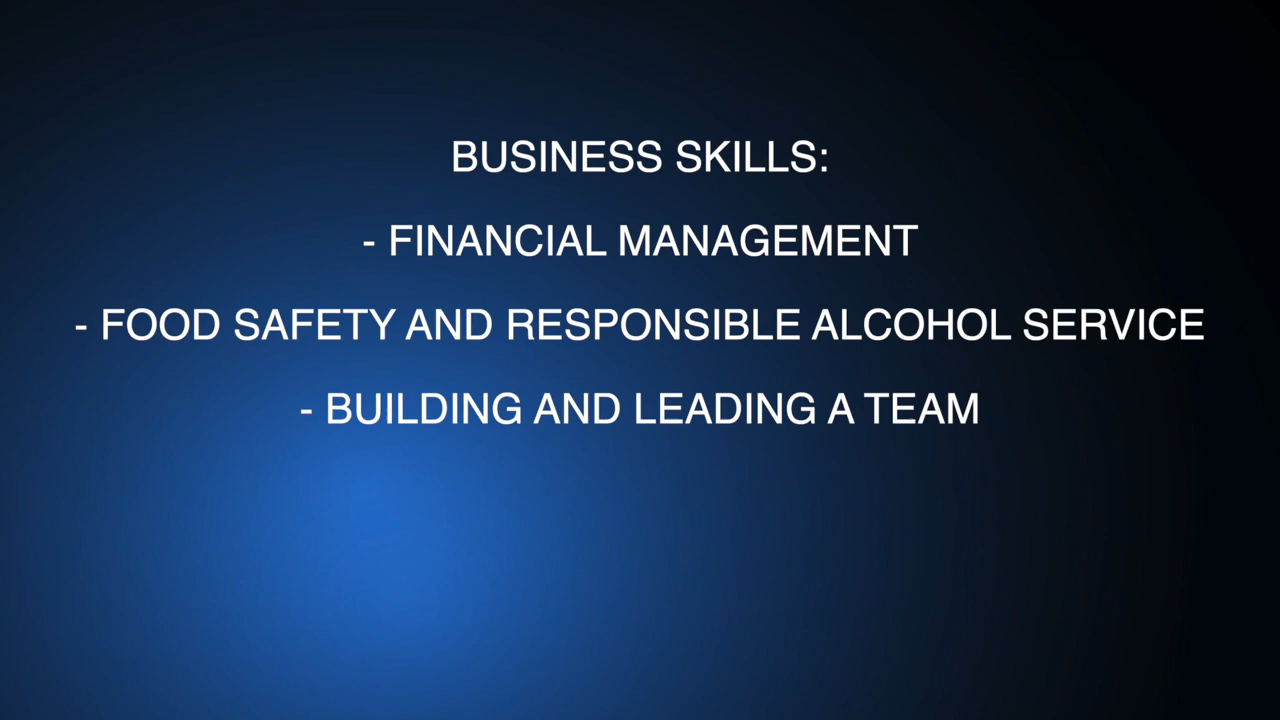 BUSINESS SKILLS:
- FINANCIAL MANAGEMENT
- FOOD SAFETY AND RESPONSIBLE ALCOHOL SERVICE
- BUILDING AND LEADING A TEAM